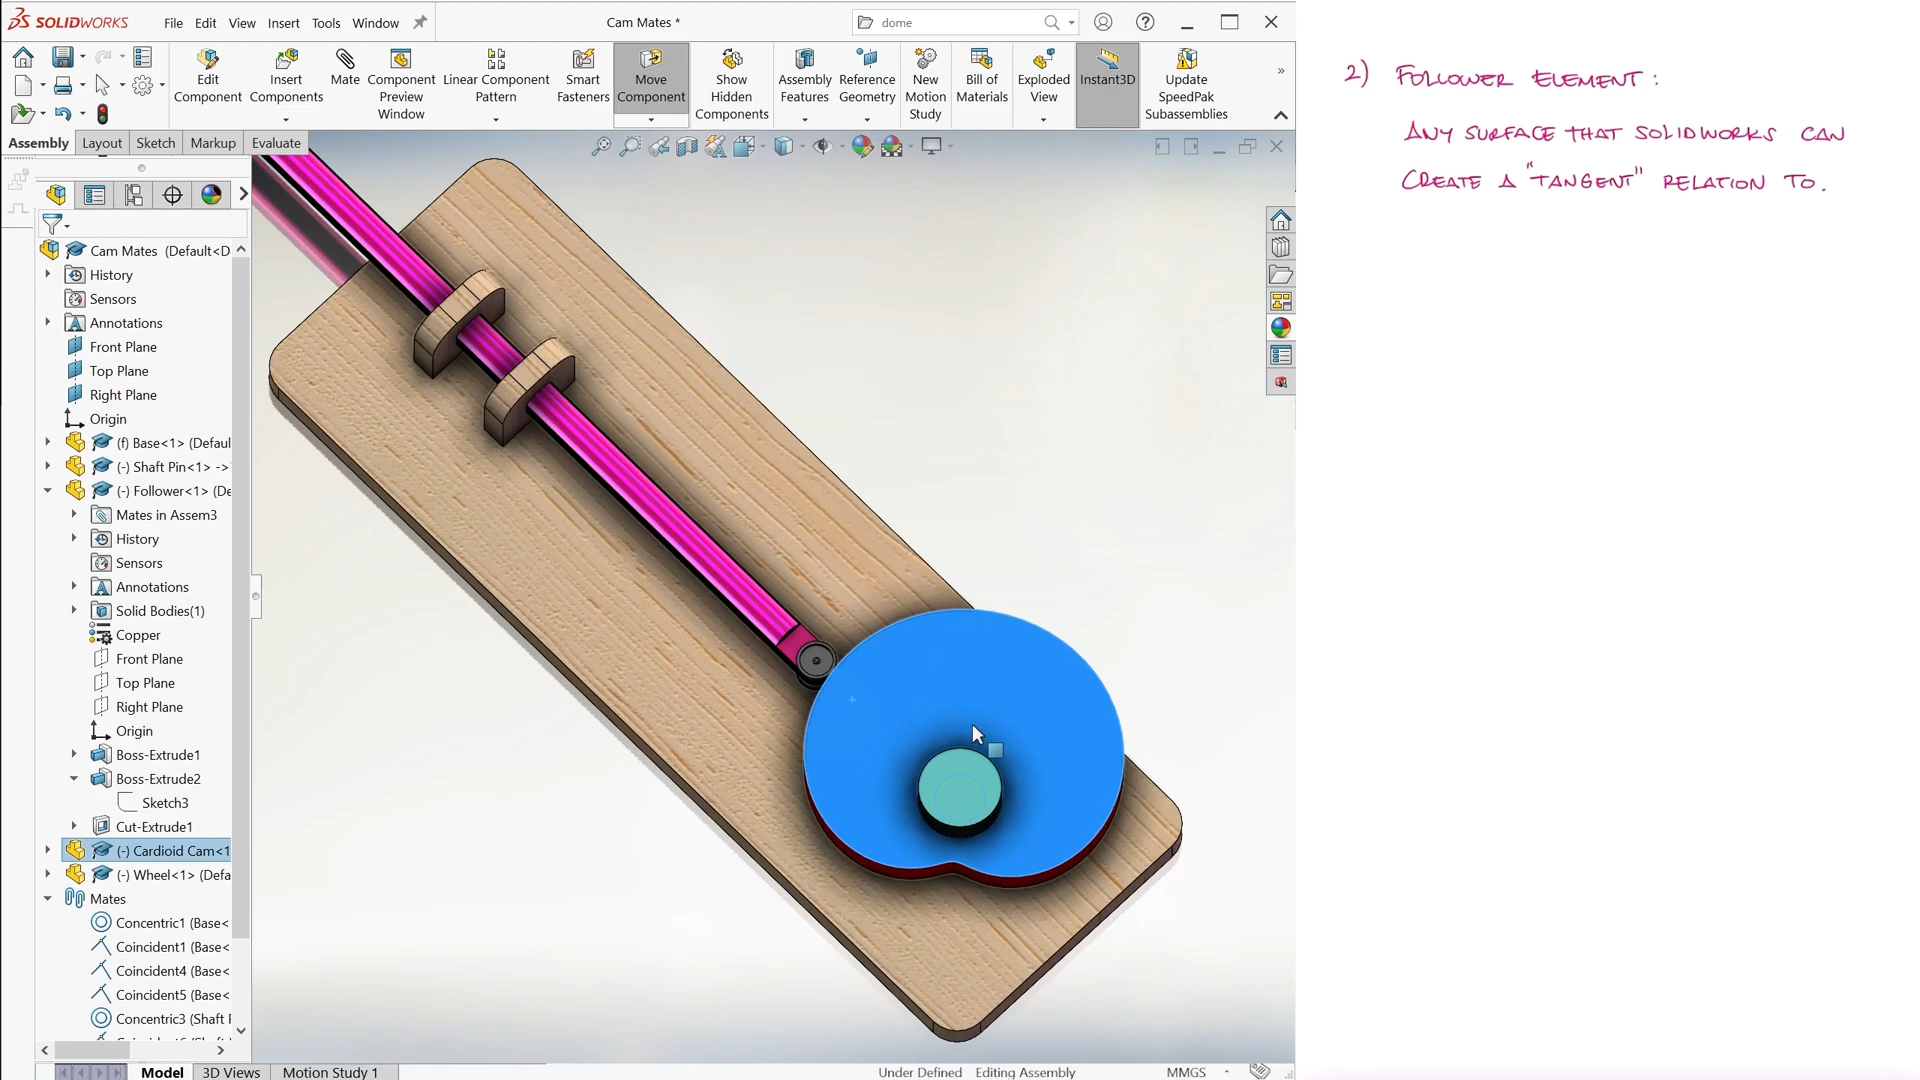 SOLIDWORKS
File Edit View Insert Tools Window
Cam Mates *
dome
Edit Component
Insert Components
Mate
Component Preview Window
Linear Component Pattern
Smart Fasteners
Move Component
Show Hidden Components
Assembly Features
Reference Geometry
New Motion Study
Bill of Materials
Exploded View
Instant3D
Update SpeedPak Subassemblies
Assembly Layout Sketch Markup Evaluate
Cam Mates (Default<D
History
Sensors
Annotations
Front Plane
Top Plane
Right Plane
Origin
(f) Base<1> (Defaul
(-) Shaft Pin<1> ->
(-) Follower<1> (De
Mates in Assem3
History
Sensors
Annotations
Solid Bodies(1)
Copper
Front Plane
Top Plane
Right Plane
Origin
Boss-Extrude1
Boss-Extrude2
Sketch3
Cut-Extrude1
(-) Cardioid Cam<1
(-) Wheel<1> (Defa
Mates
Concentric1 (Base<
Coincident1 (Base<
Coincident4 (Base<
Coincident5 (Base<
Concentric3 (Shaft F
Model 3D Views Motion Study 1
Under Defined Editing Assembly MMGS
2) FOLLOWER ELEMENT:
ANY SURFACE THAT SOLIDWORKS CAN
CREATE A "TANGENT" RELATION TO.